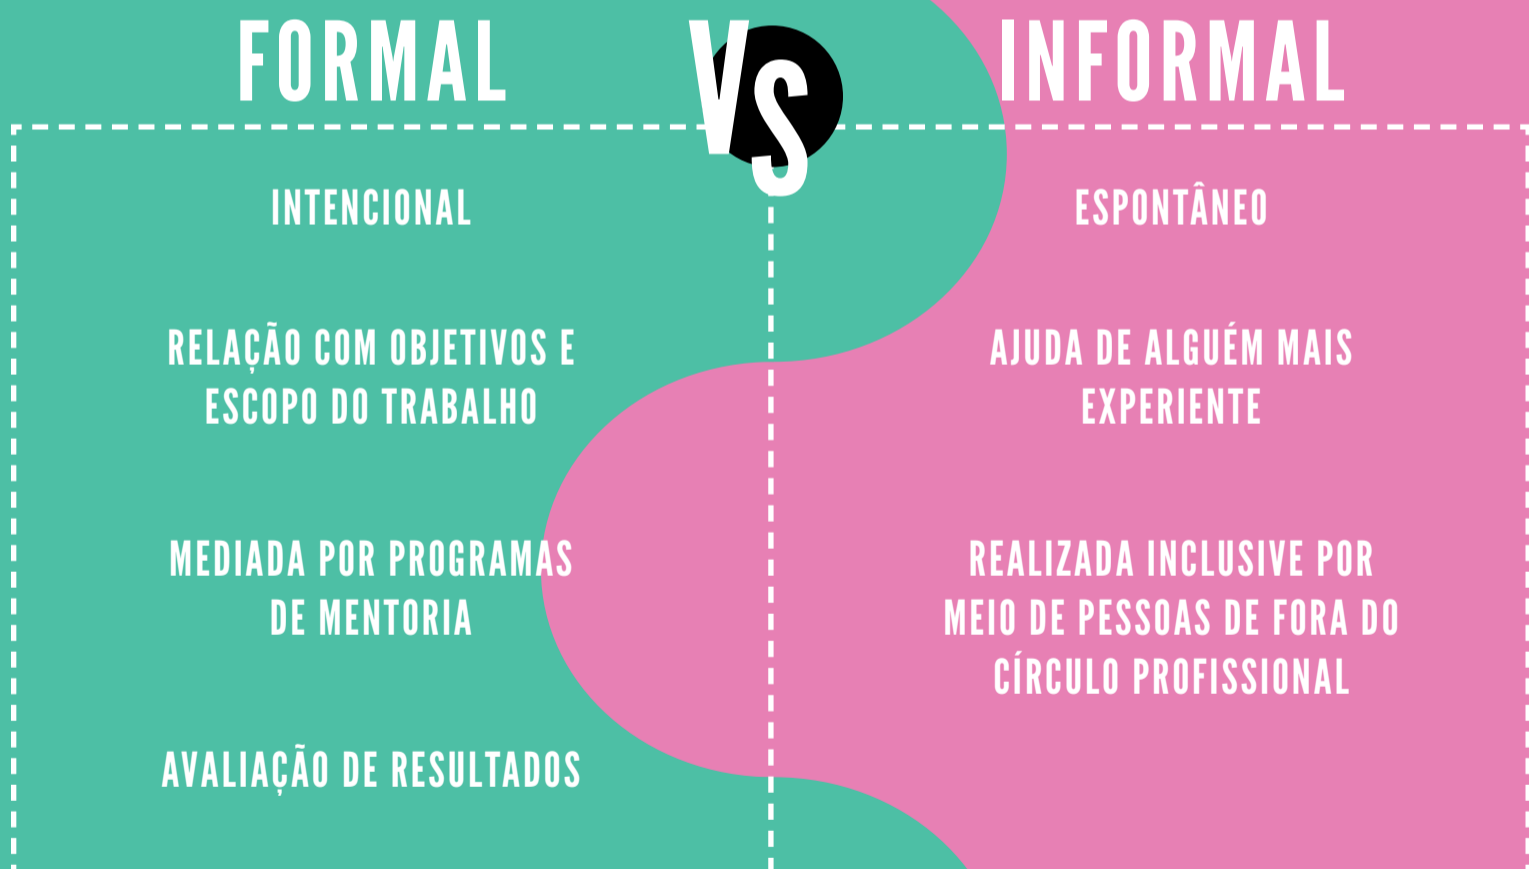 FORMAL
VS
INFORMAL
INTENCIONAL
RELAÇÃO COM OBJETIVOS E
ESCOPO DO TRABALHO
MEDIADA POR PROGRAMAS
DE MENTORIA
AVALIAÇÃO DE RESULTADOS
ESPONTÂNEO
AJUDA DE ALGUÉM MAIS
EXPERIENTE
REALIZADA INCLUSIVE POR
MEIO DE PESSOAS DE FORA DO
CÍRCULO PROFISSIONAL